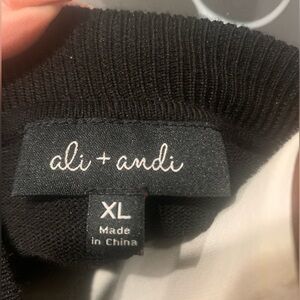 ali + andi
XL
Made
in China